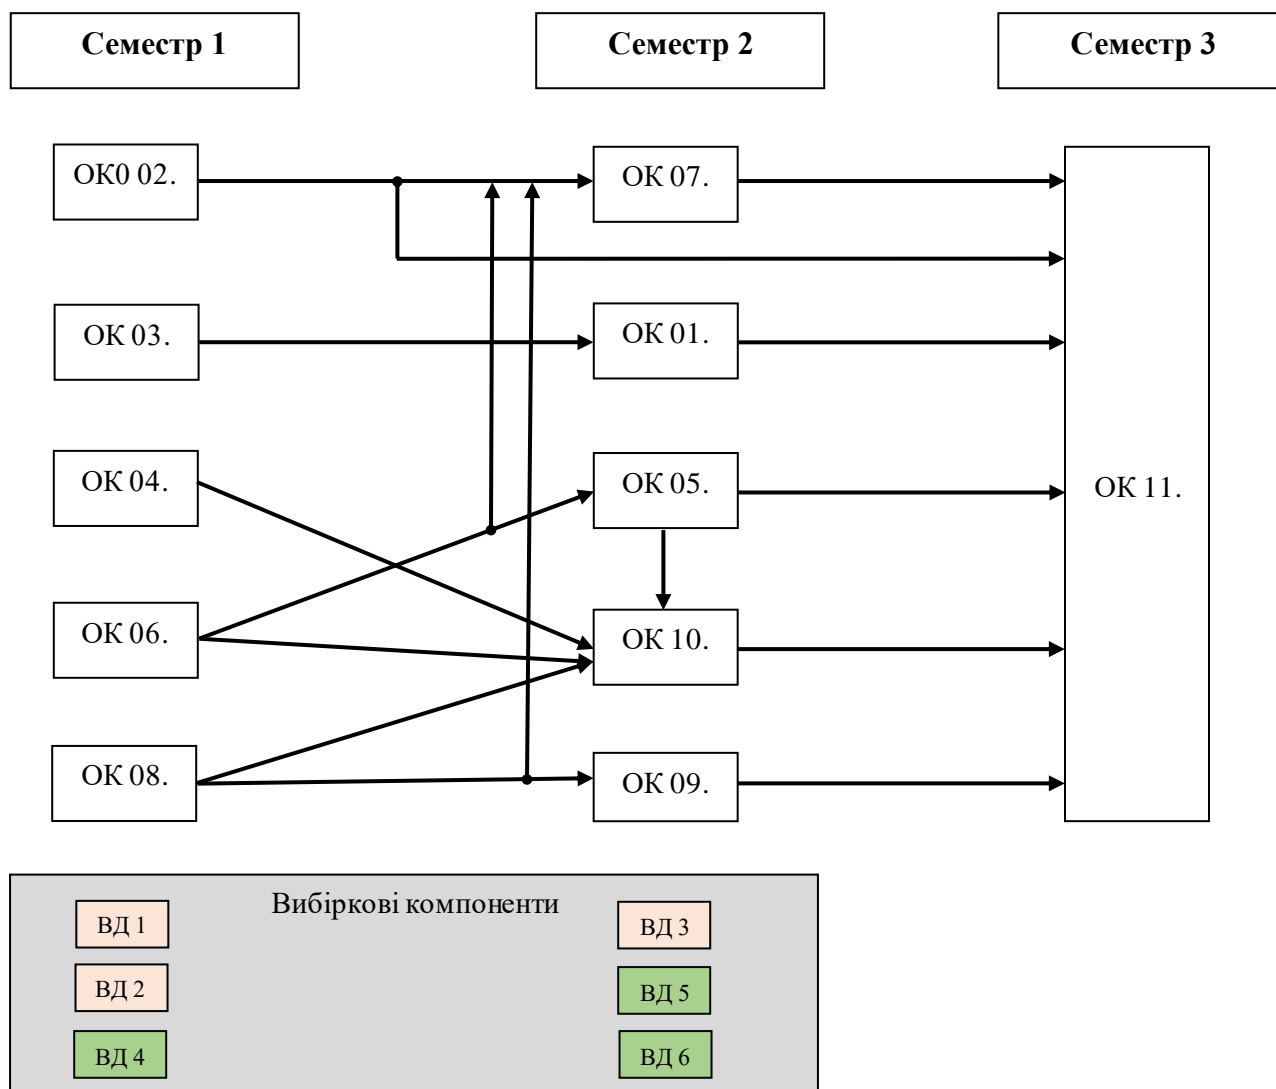 Семестр 1
Семестр 2
Семестр 3
ОК0 02.
ОК 07.
ОК 03.
ОК 01.
ОК 04.
ОК 05.
ОК 11.
ОК 06.
ОК 10.
ОК 08.
ОК 09.
Вибіркові компоненти
ВД 1
ВД 3
ВД 2
ВД 5
ВД 4
ВД 6